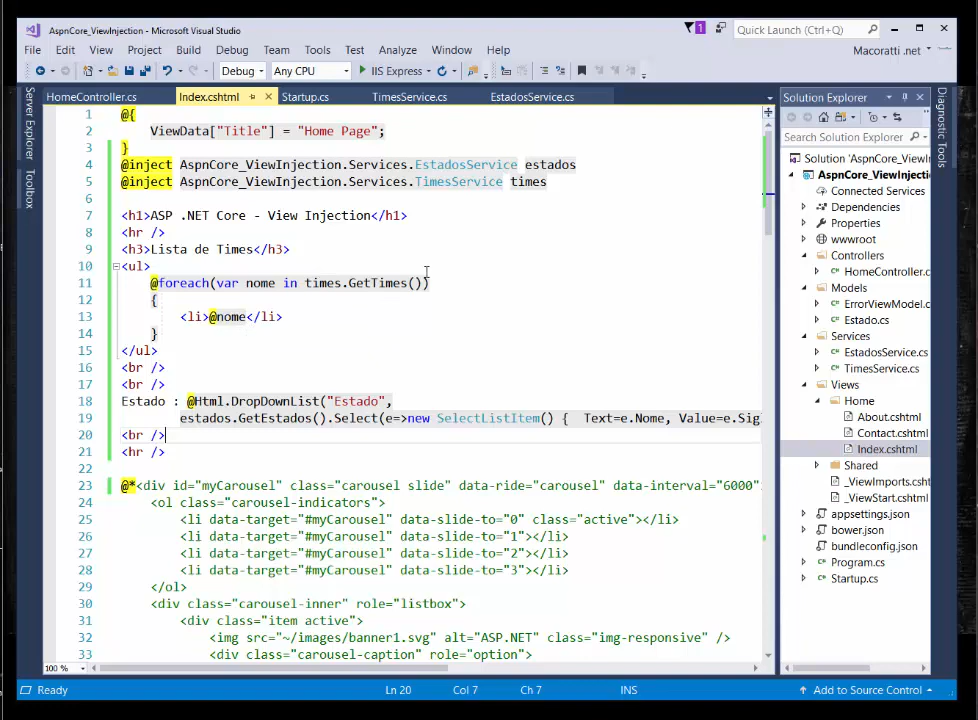 AspnCore_ViewInjection - Microsoft Visual Studio
1
Quick Launch (Ctrl+Q)
File Edit View Project Build Debug Team Tools Test Analyze Window Help
Macoratti .net
Debug Any CPU IIS Express
Server Explorer
Toolbox
HomeController.cs Index.cshtml Startup.cs TimesService.cs EstadosService.cs
1 @{
2 ViewData["Title"] = "Home Page";
3 }
4 @inject AspnCore_ViewInjection.Services.EstadosService estados
5 @inject AspnCore_ViewInjection.Services.TimesService times
6
7 <h1>ASP .NET Core - View Injection</h1>
8 <hr />
9 <h3>Lista de Times</h3>
10 <ul>
11 @foreach(var nome in times.GetTimes())
12 {
13 <li>@nome</li>
14 }
15 </ul>
16 <br />
17 <br />
18 Estado : @Html.DropDownList("Estado",
19 estados.GetEstados().Select(e=>new SelectListItem() { Text=e.Nome, Value=e.Sig
20 <br />
21 <hr />
22
23 @*<div id="myCarousel" class="carousel slide" data-ride="carousel" data-interval="6000"
24 <ol class="carousel-indicators">
25 <li data-target="#myCarousel" data-slide-to="0" class="active"></li>
26 <li data-target="#myCarousel" data-slide-to="1"></li>
27 <li data-target="#myCarousel" data-slide-to="2"></li>
28 <li data-target="#myCarousel" data-slide-to="3"></li>
29 </ol>
30 <div class="carousel-inner" role="listbox">
31 <div class="item active">
32 <img src="~/images/banner1.svg" alt="ASP.NET" class="img-responsive" />
33 <div class="carousel-caption" role="option">
100 %
Solution Explorer
Search Solution Explorer
Solution 'AspnCore_ViewIn
AspnCore_ViewInjectio
Connected Services
Dependencies
Properties
wwwroot
Controllers
HomeController.c
Models
ErrorViewModel.c
Estado.cs
Services
EstadosService.cs
TimesService.cs
Views
Home
About.cshtml
Contact.cshtml
Index.cshtml
Shared
_ViewImports.csht
_ViewStart.cshtml
appsettings.json
bower.json
bundleconfig.json
Program.cs
Startup.cs
Diagnostic Tools
Ready Ln 20 Col 7 Ch 7 INS Add to Source Control